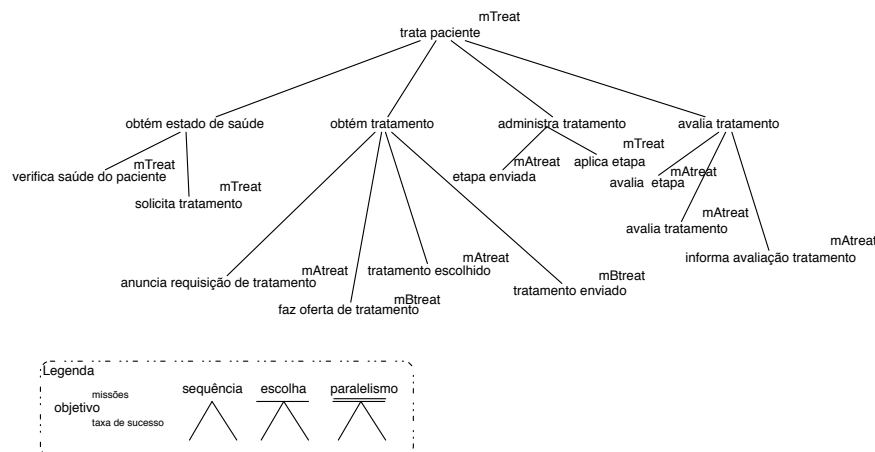 mTreat
trata paciente
obtém estado de saúde
obtém tratamento
administra tratamento
avalia tratamento
mTreat
verifica saúde do paciente
mTreat
solicita tratamento
mAtreat
etapa enviada
mTreat
aplica etapa
mAtreat
avalia etapa
mAtreat
avalia tratamento
mAtreat
informa avaliação tratamento
mAtreat
anuncia requisição de tratamento
mBtreat
faz oferta de tratamento
mAtreat
tratamento escolhido
mBtreat
tratamento enviado
Legenda
missões
objetivo
taxa de sucesso
sequência
escolha
paralelismo